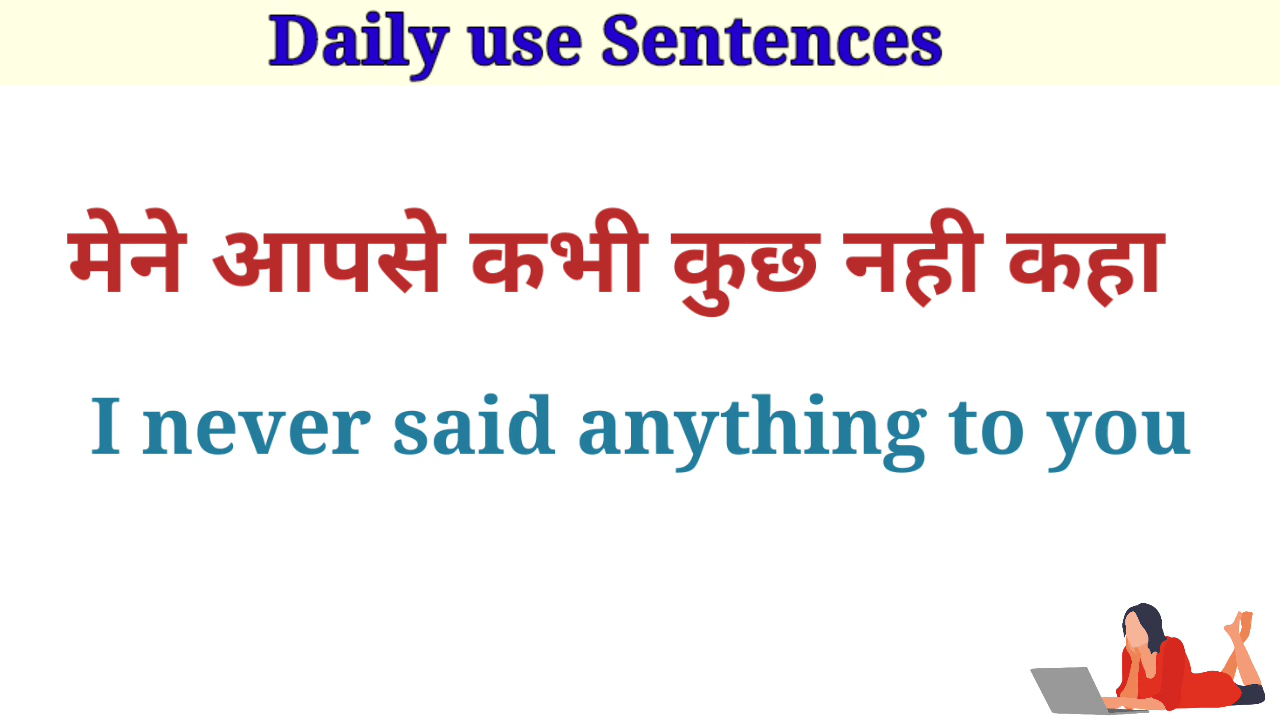 Daily use Sentences
मेने आपसे कभी कुछ नही कहा
I never said anything to you